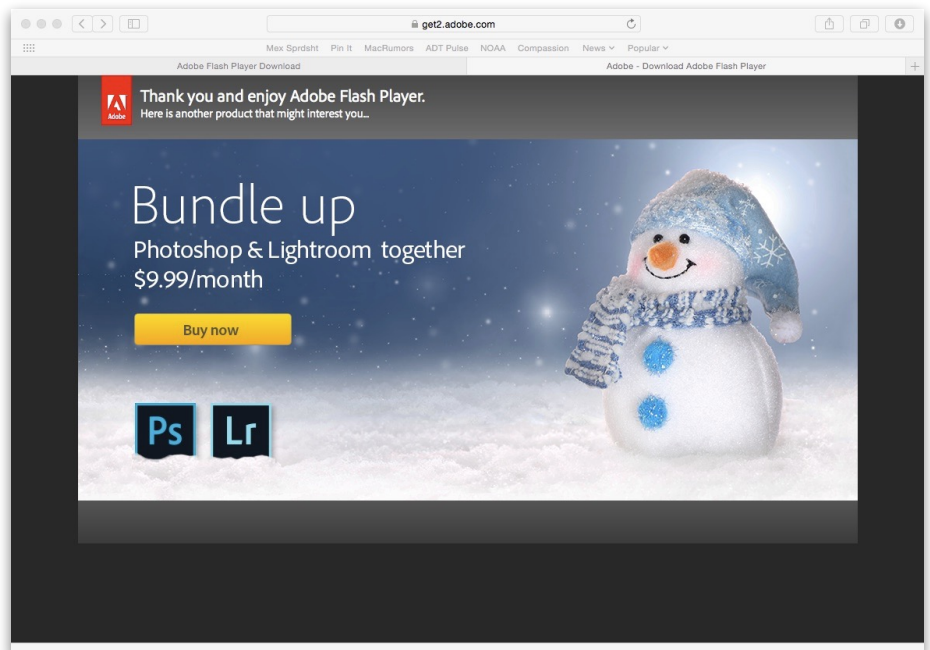 get2.adobe.com
Mex Sprdsht Pin It MacRumors ADT Pulse NOAA Compassion News Popular
Adobe Flash Player Download
Adobe - Download Adobe Flash Player
Adobe
Thank you and enjoy Adobe Flash Player.
Here is another product that might interest you...
Bundle up
Photoshop & Lightroom together
$9.99/month
Buy now
Ps Lr